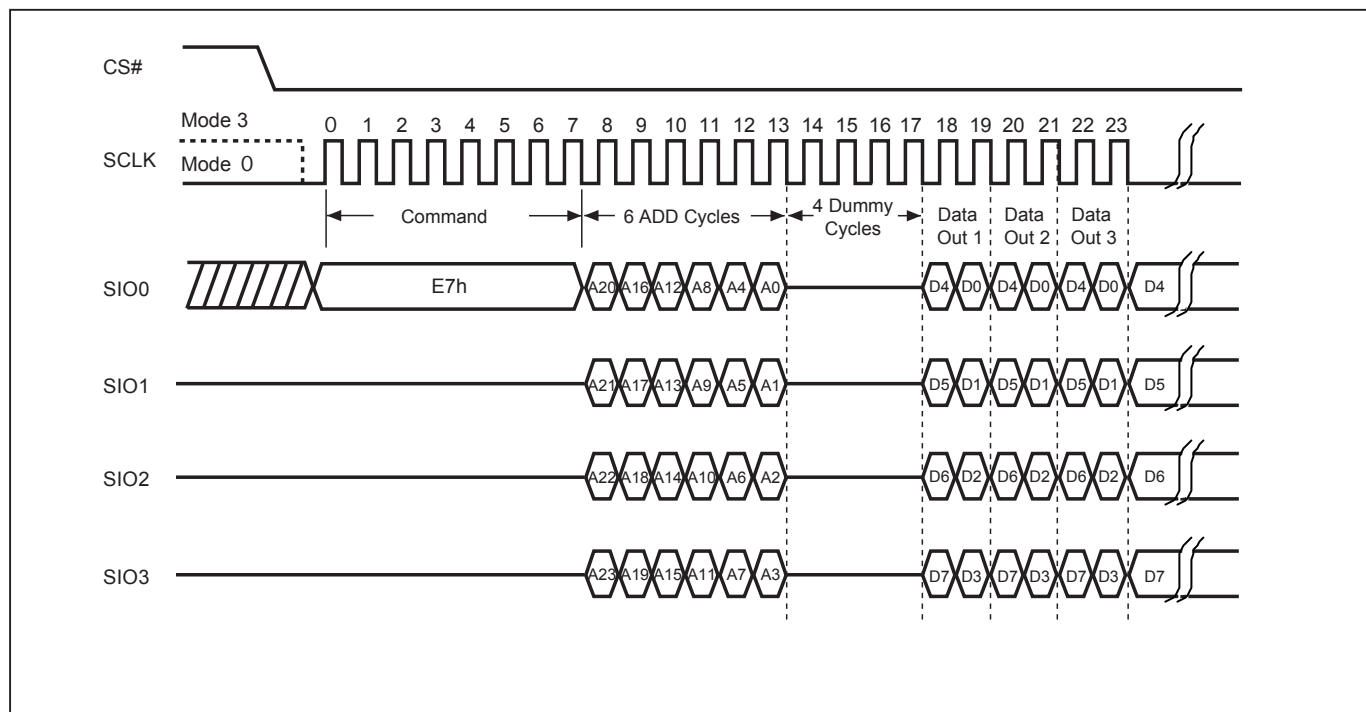 CS#
Mode 3
SCLK
Mode 0
0 1 2 3 4 5 6 7 8 9 10 11 12 13 14 15 16 17 18 19 20 21 22 23
Command
6 ADD Cycles
4 Dummy
Cycles
Data
Out 1
Data
Out 2
Data
Out 3
SIO0
E7h
A20 A16 A12 A8 A4 A0
D4 D0 D4 D0 D4 D0 D4
SIO1
A21 A17 A13 A9 A5 A1
D5 D1 D5 D1 D5 D1 D5
SIO2
A22 A18 A14 A10 A6 A2
D6 D2 D6 D2 D6 D2 D6
SIO3
A23 A19 A15 A11 A7 A3
D7 D3 D7 D3 D7 D3 D7